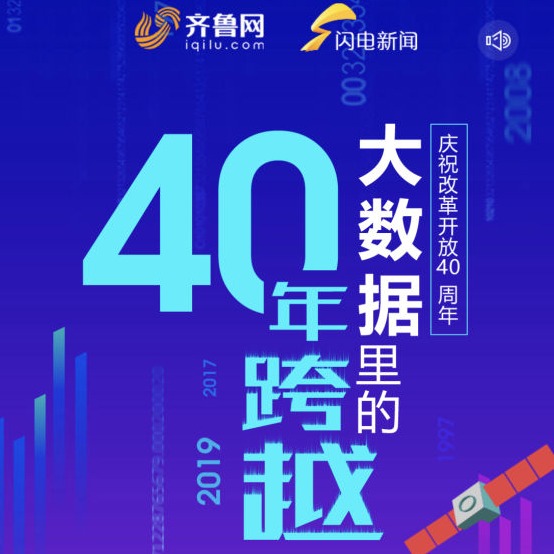 齐鲁网
iqilu.com
闪电新闻
庆祝改革开放40周年
大数据里的
40年
跨越
2008
2017
2019
1997